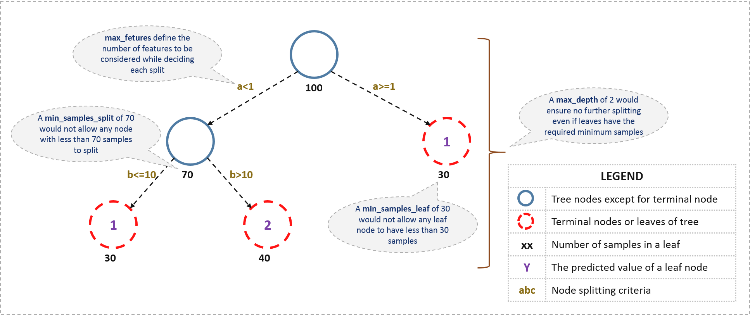 max_fetures define the
number of features to be
considered while deciding
each split
100
a<1
a>=1
A min_samples_split of 70
would not allow any node
with less than 70 samples
to split
70
b<=10
b>10
1
30
A max_depth of 2 would
ensure no further splitting
even if leaves have the
required minimum samples
1
30
2
40
A min_samples_leaf of 30
would not allow any leaf
node to have less than 30
samples
LEGEND
Tree nodes except for terminal node
Terminal nodes or leaves of tree
xx Number of samples in a leaf
Y The predicted value of a leaf node
abc Node splitting criteria